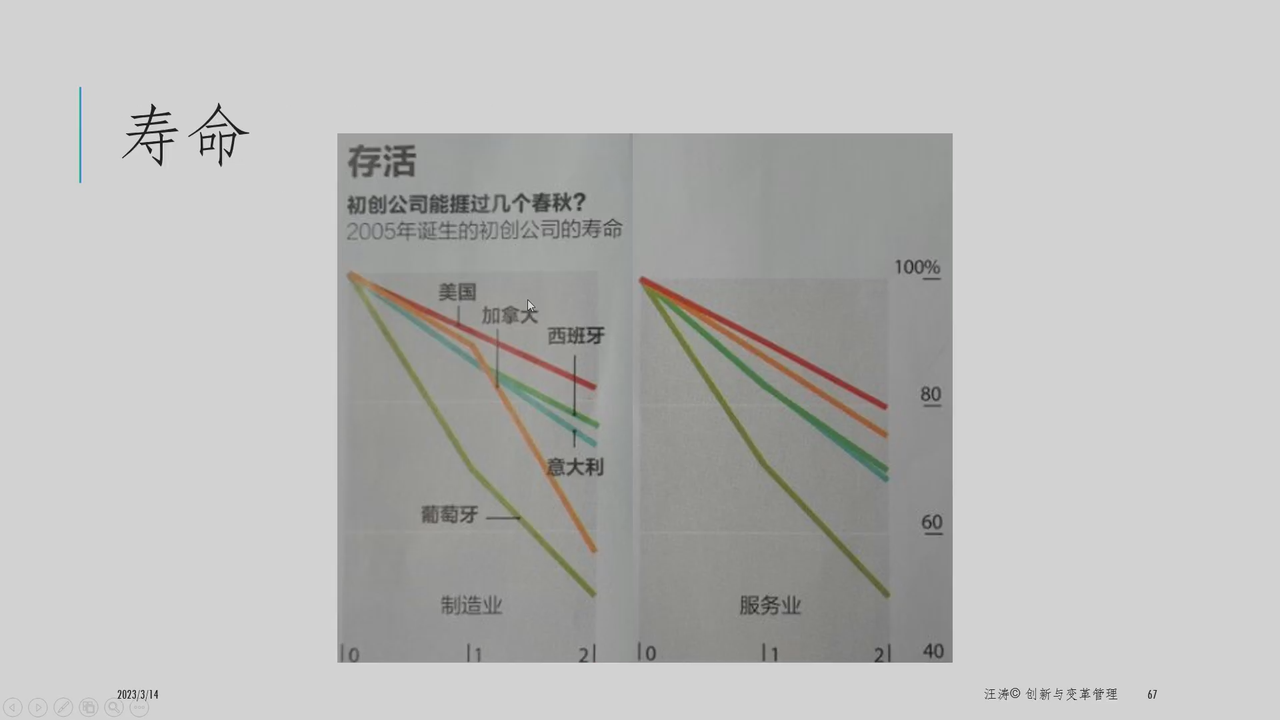 寿命
存活
初创公司能捱过几个春秋?
2005年诞生的初创公司的寿命
美国
加拿大
西班牙
意大利
葡萄牙
制造业
0 1 2
100%
80
60
40
服务业
0 1 2
2023/3/14
汪涛© 创新与变革管理
67